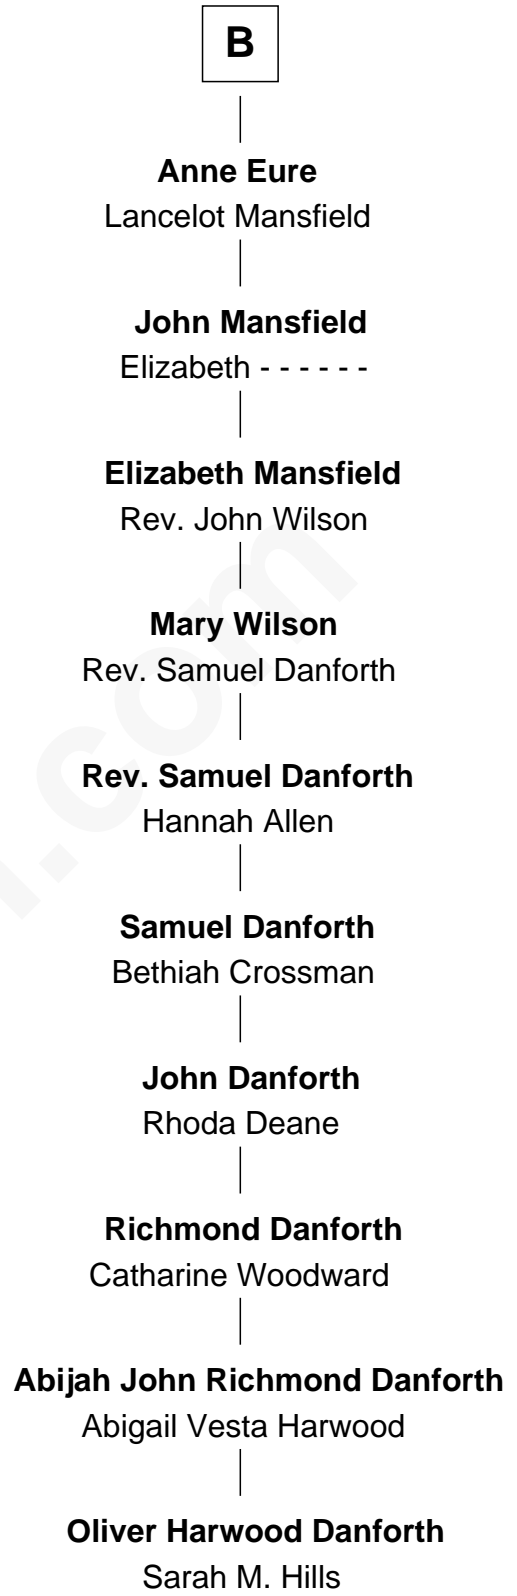 B
Anne Eure
Lancelot Mansfield
John Mansfield
Elizabeth - - - - - -
Elizabeth Mansfield
Rev. John Wilson
Mary Wilson
Rev. Samuel Danforth
Rev. Samuel Danforth
Hannah Allen
Samuel Danforth
Bethiah Crossman
John Danforth
Rhoda Deane
Richmond Danforth
Catharine Woodward
Abijah John Richmond Danforth
Abigail Vesta Harwood
Oliver Harwood Danforth
Sarah M. Hills